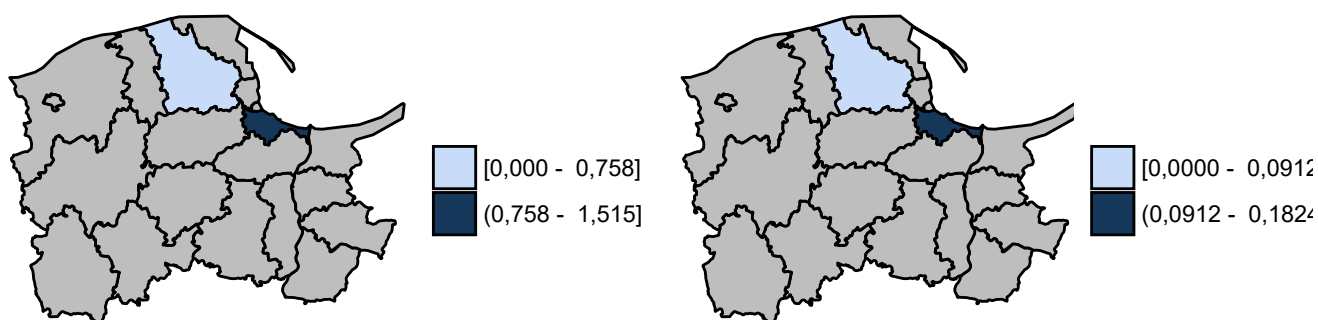 [0,000 - 0,758]
(0,758 - 1,515]
[0,0000 - 0,0912
(0,0912 - 0,1824